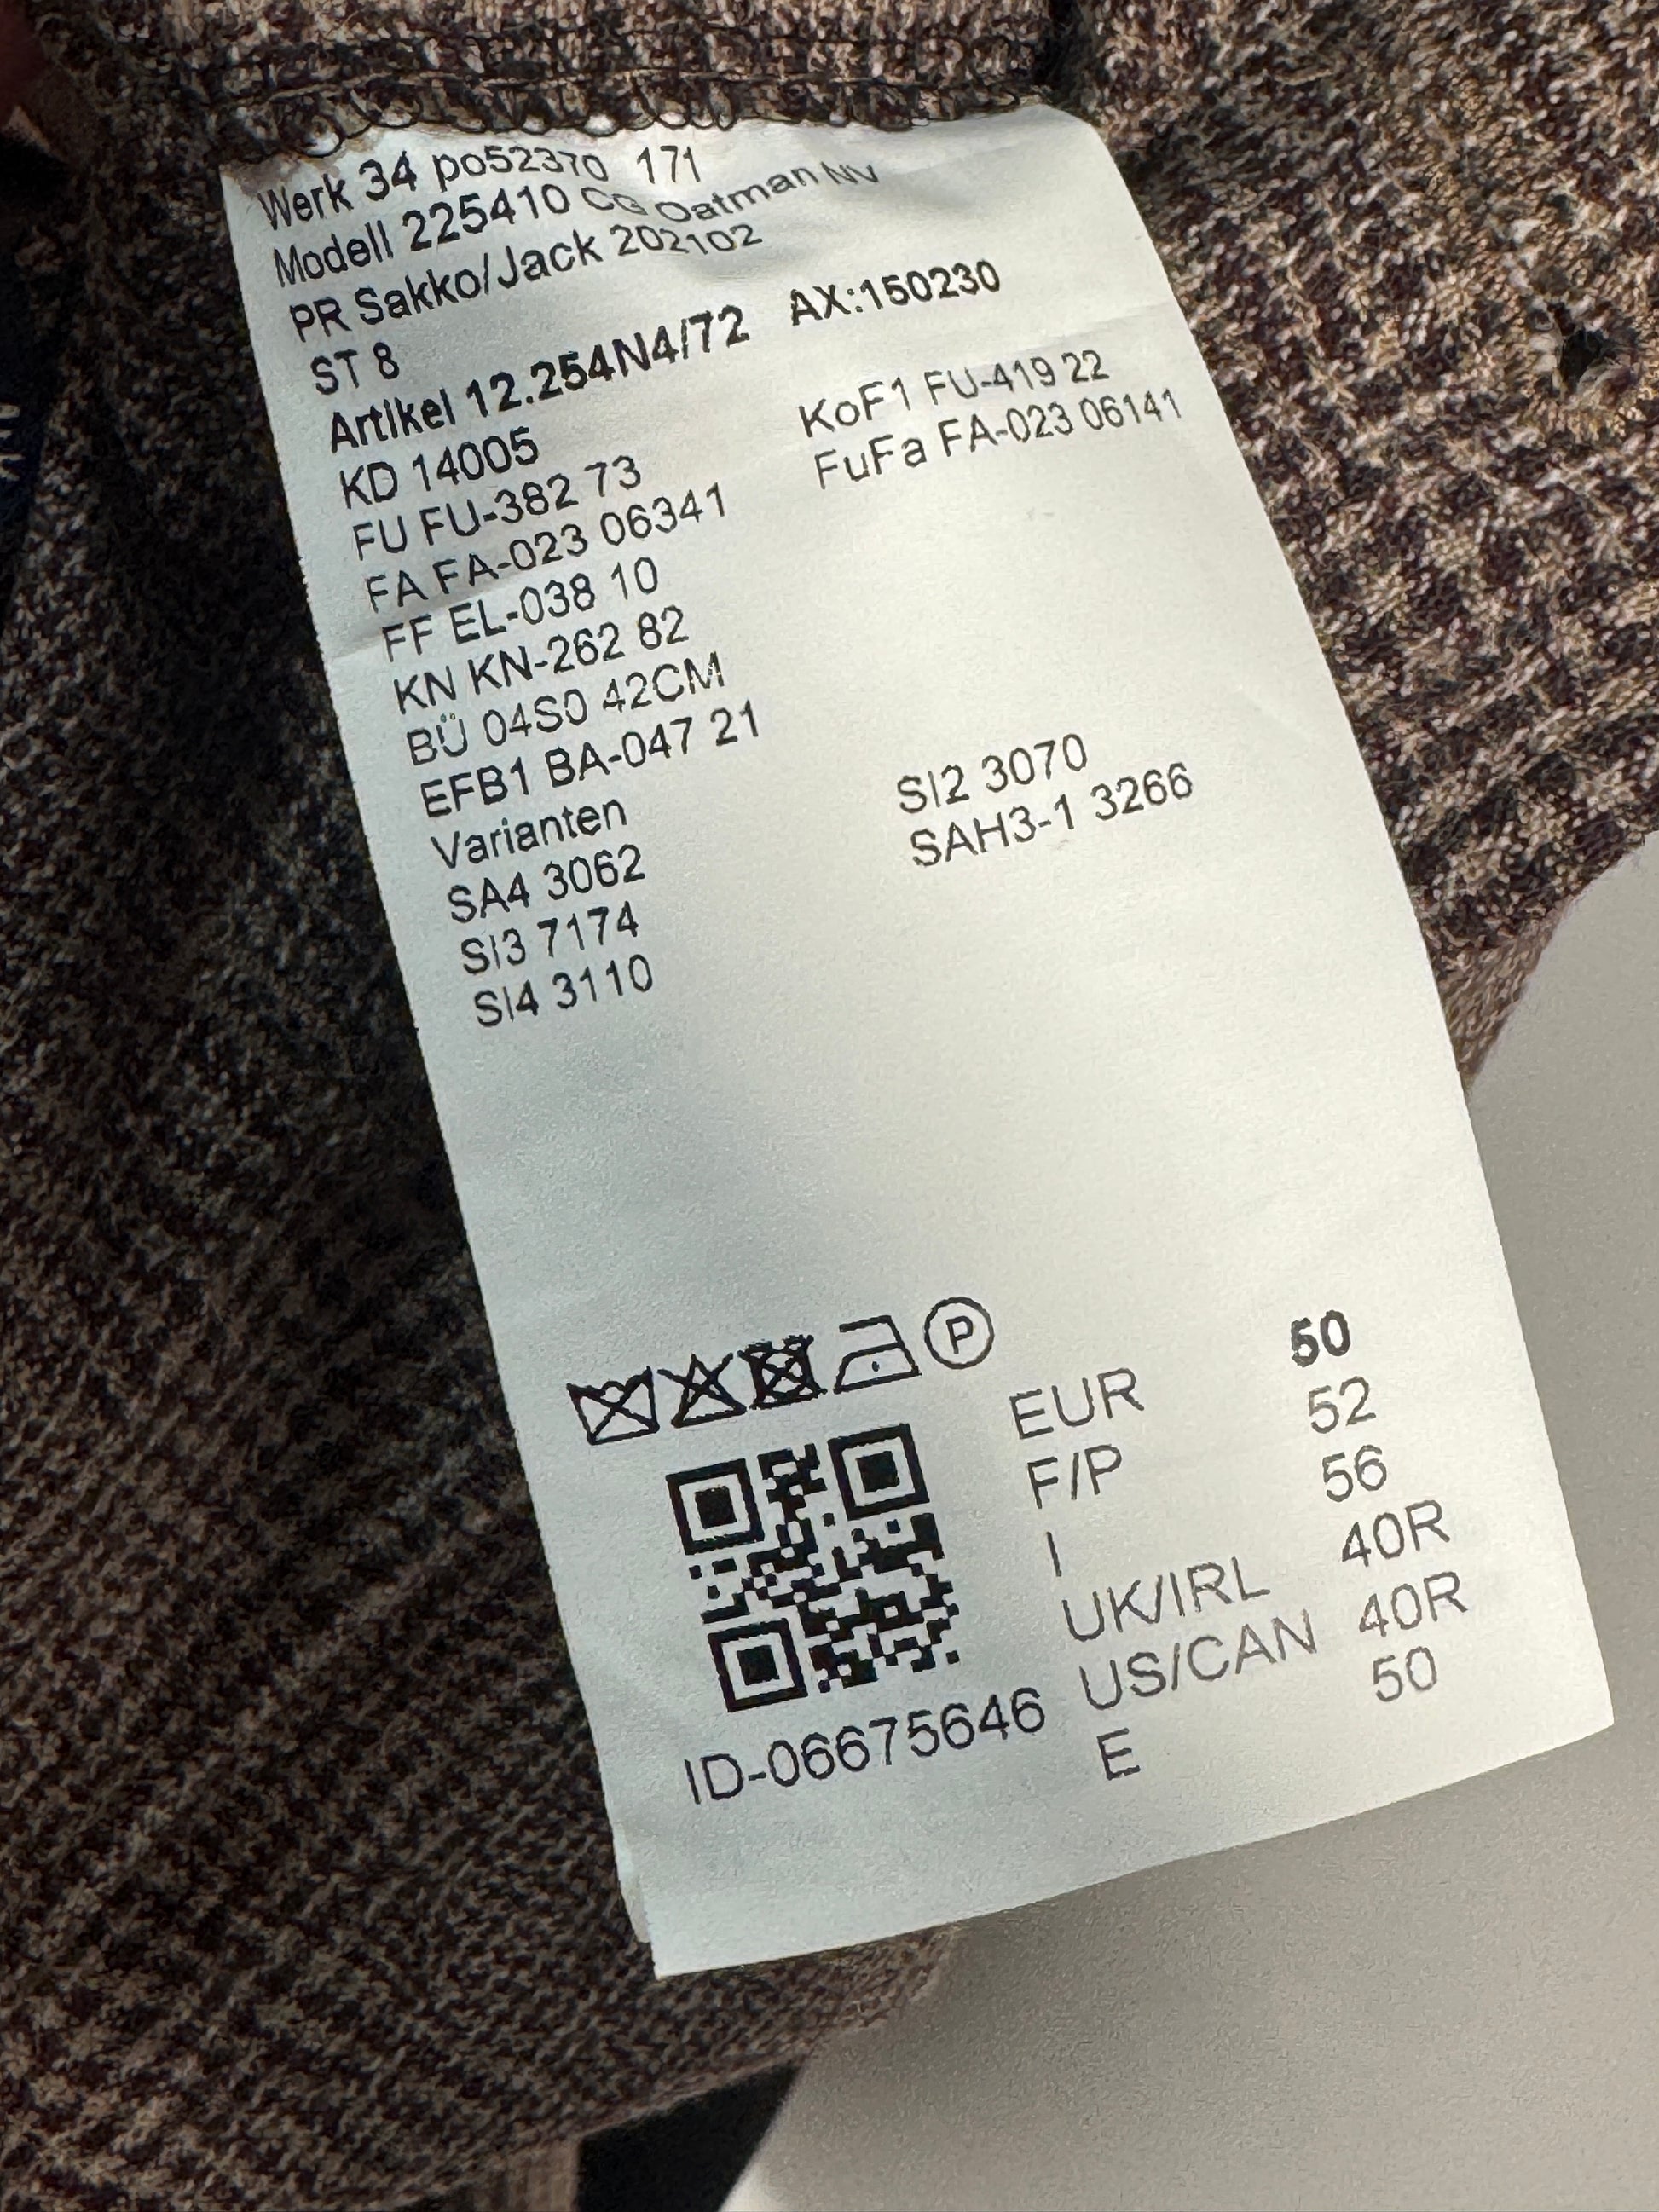 Werk 34 po52370 171
Modell 225410 CG Oatman NV
PR Sakko/Jack 202102
ST 8
Artikel 12.254N4/72 AX:150230
KD 14005
FU FU-382 73 KoF1 FU-419 22
FA FA-023 06341 FuFa FA-023 06141
FF EL-038 10
KN KN-262 82
BÜ 04S0 42CM
EFB1 BA-047 21
Varianten
SA4 3062 SI2 3070
SI3 7174 SAH3-1 3266
SI4 3110
P
EUR 50
F/P 52
I 56
UK/IRL 40R
US/CAN 40R
E 50
ID-06675646